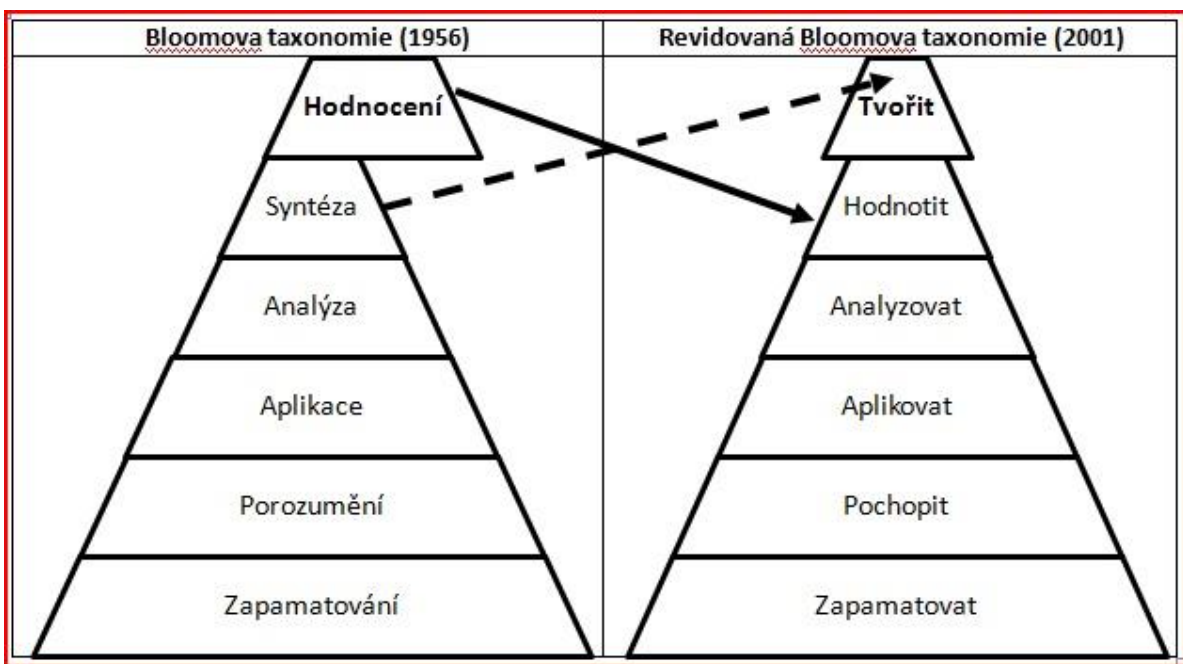 Bloomova taxonomie (1956)
Revidovaná Bloomova taxonomie (2001)
Hodnocení
Syntéza
Analýza
Aplikace
Porozumění
Zapamatování
Tvořit
Hodnotit
Analyzovat
Aplikovat
Pochopit
Zapamatovat